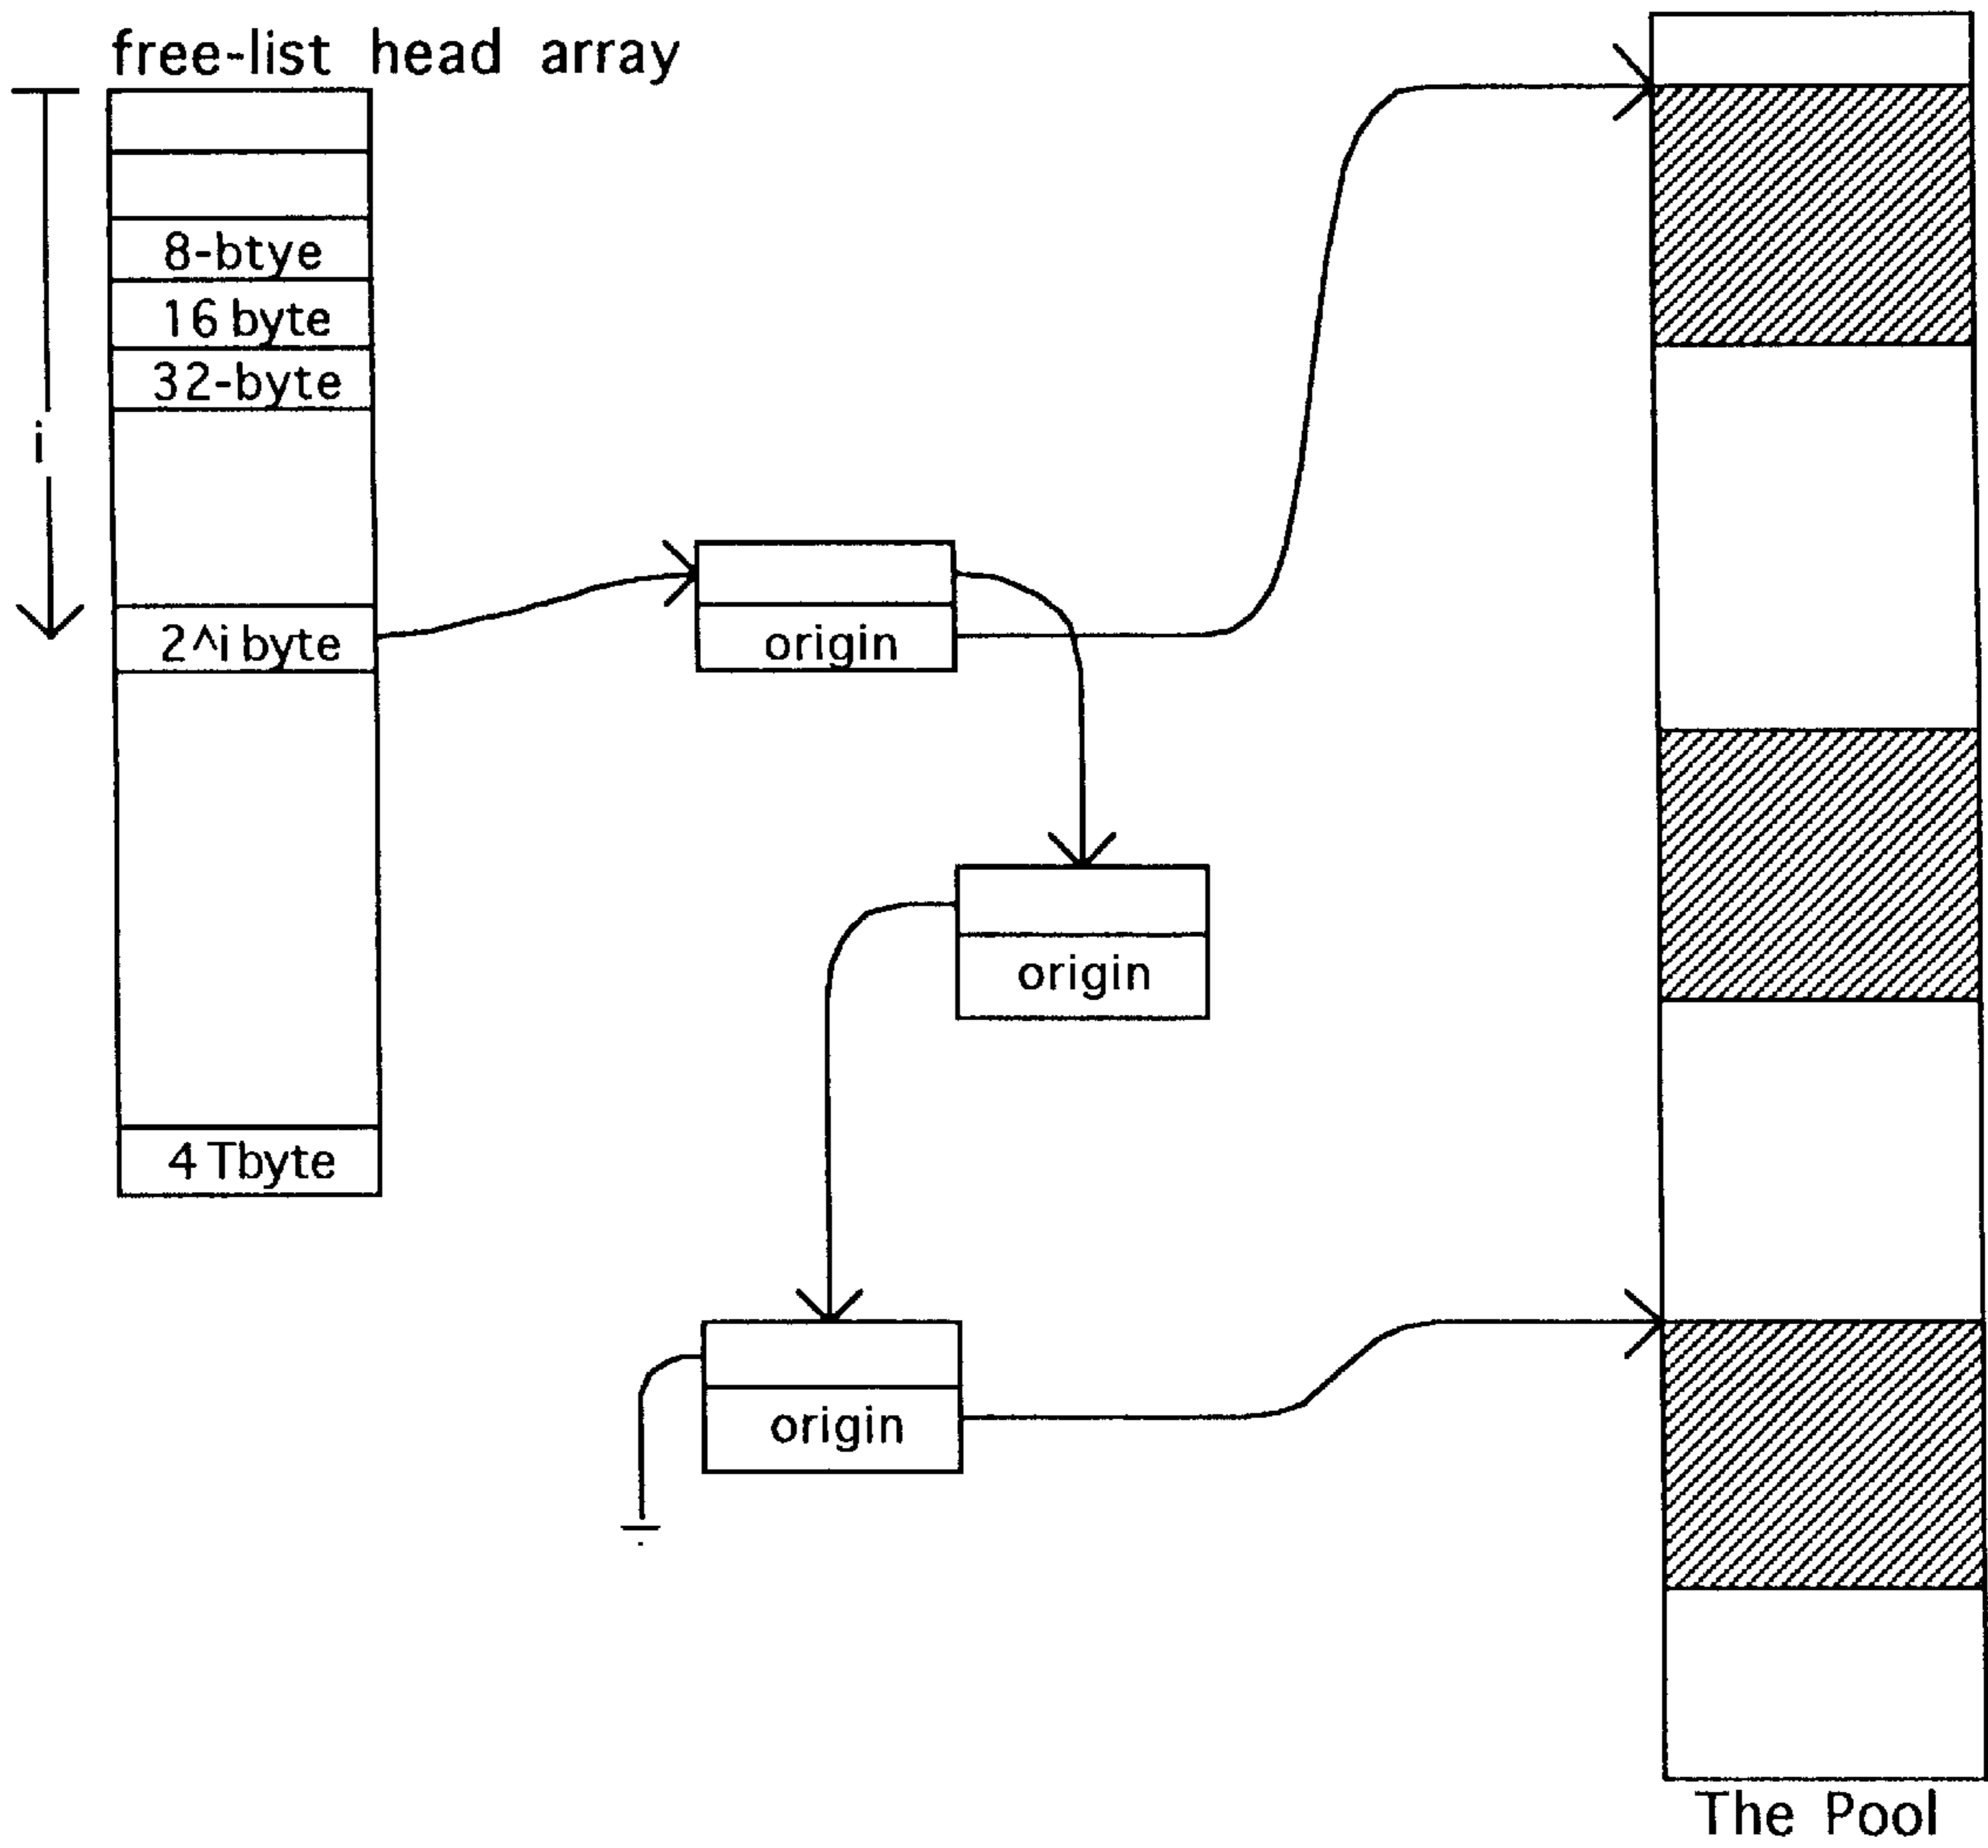 free-list head array
8-btye
16 byte
32-byte
i
2^i byte
origin
origin
4 Tbyte
origin
The Pool